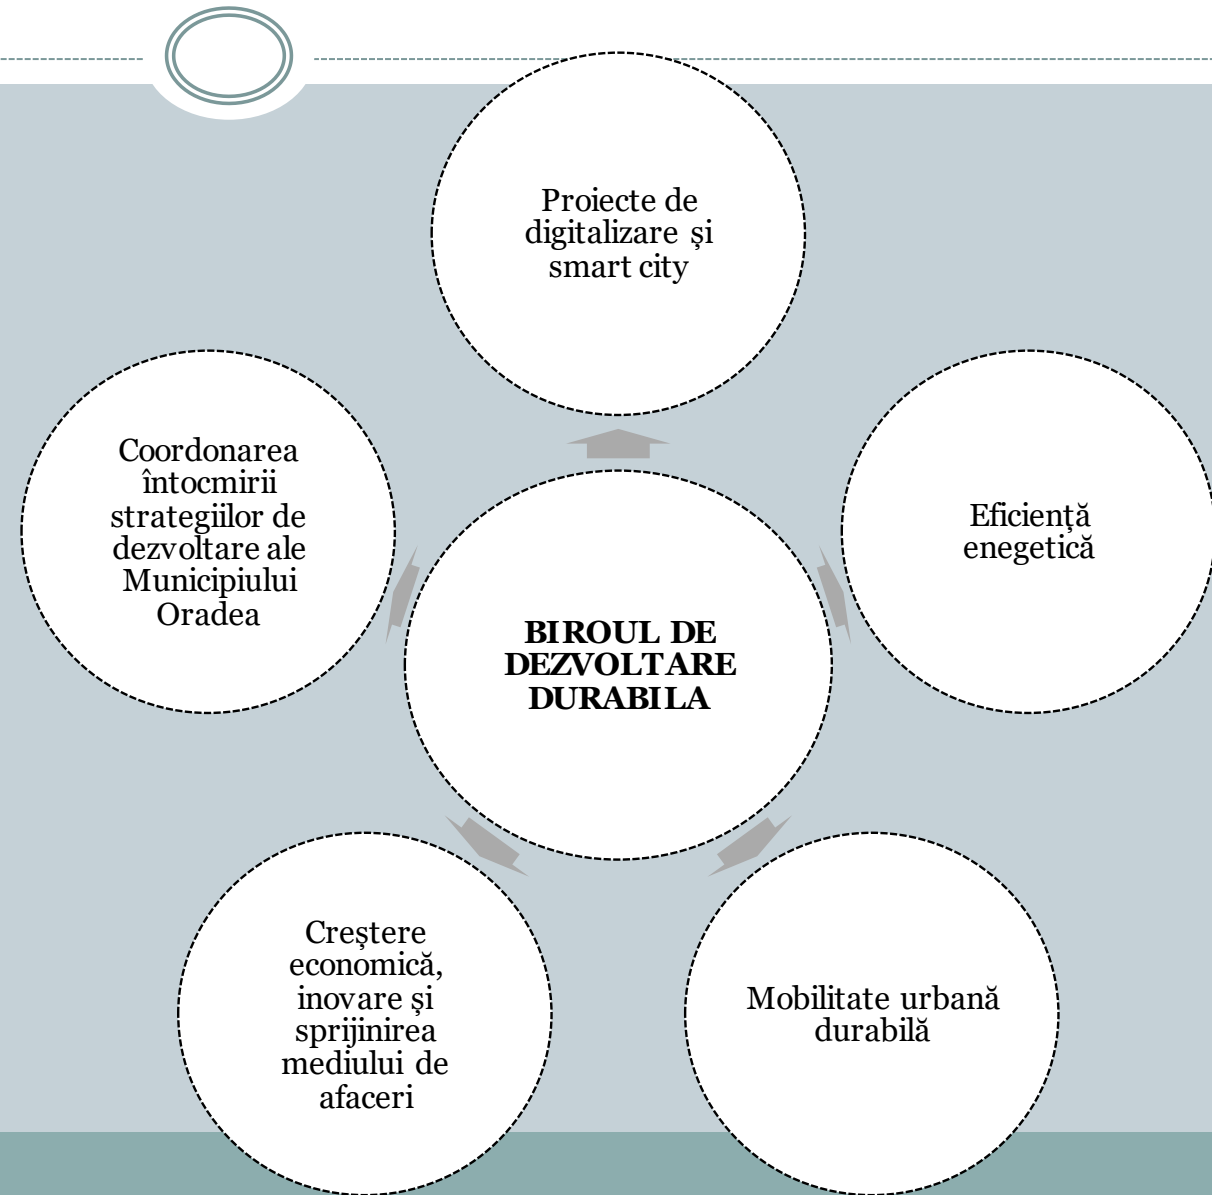 Proiecte de
digitalizare și
smart city
Coordonarea
întocmirii
strategiilor de
dezvoltare ale
Municipiului
Oradea
Eficiență
enegetică
BIROUL DE
DEZVOLTARE
DURABILA
Creștere
economică,
inovare și
sprijinirea
mediului de
afaceri
Mobilitate urbană
durabilă